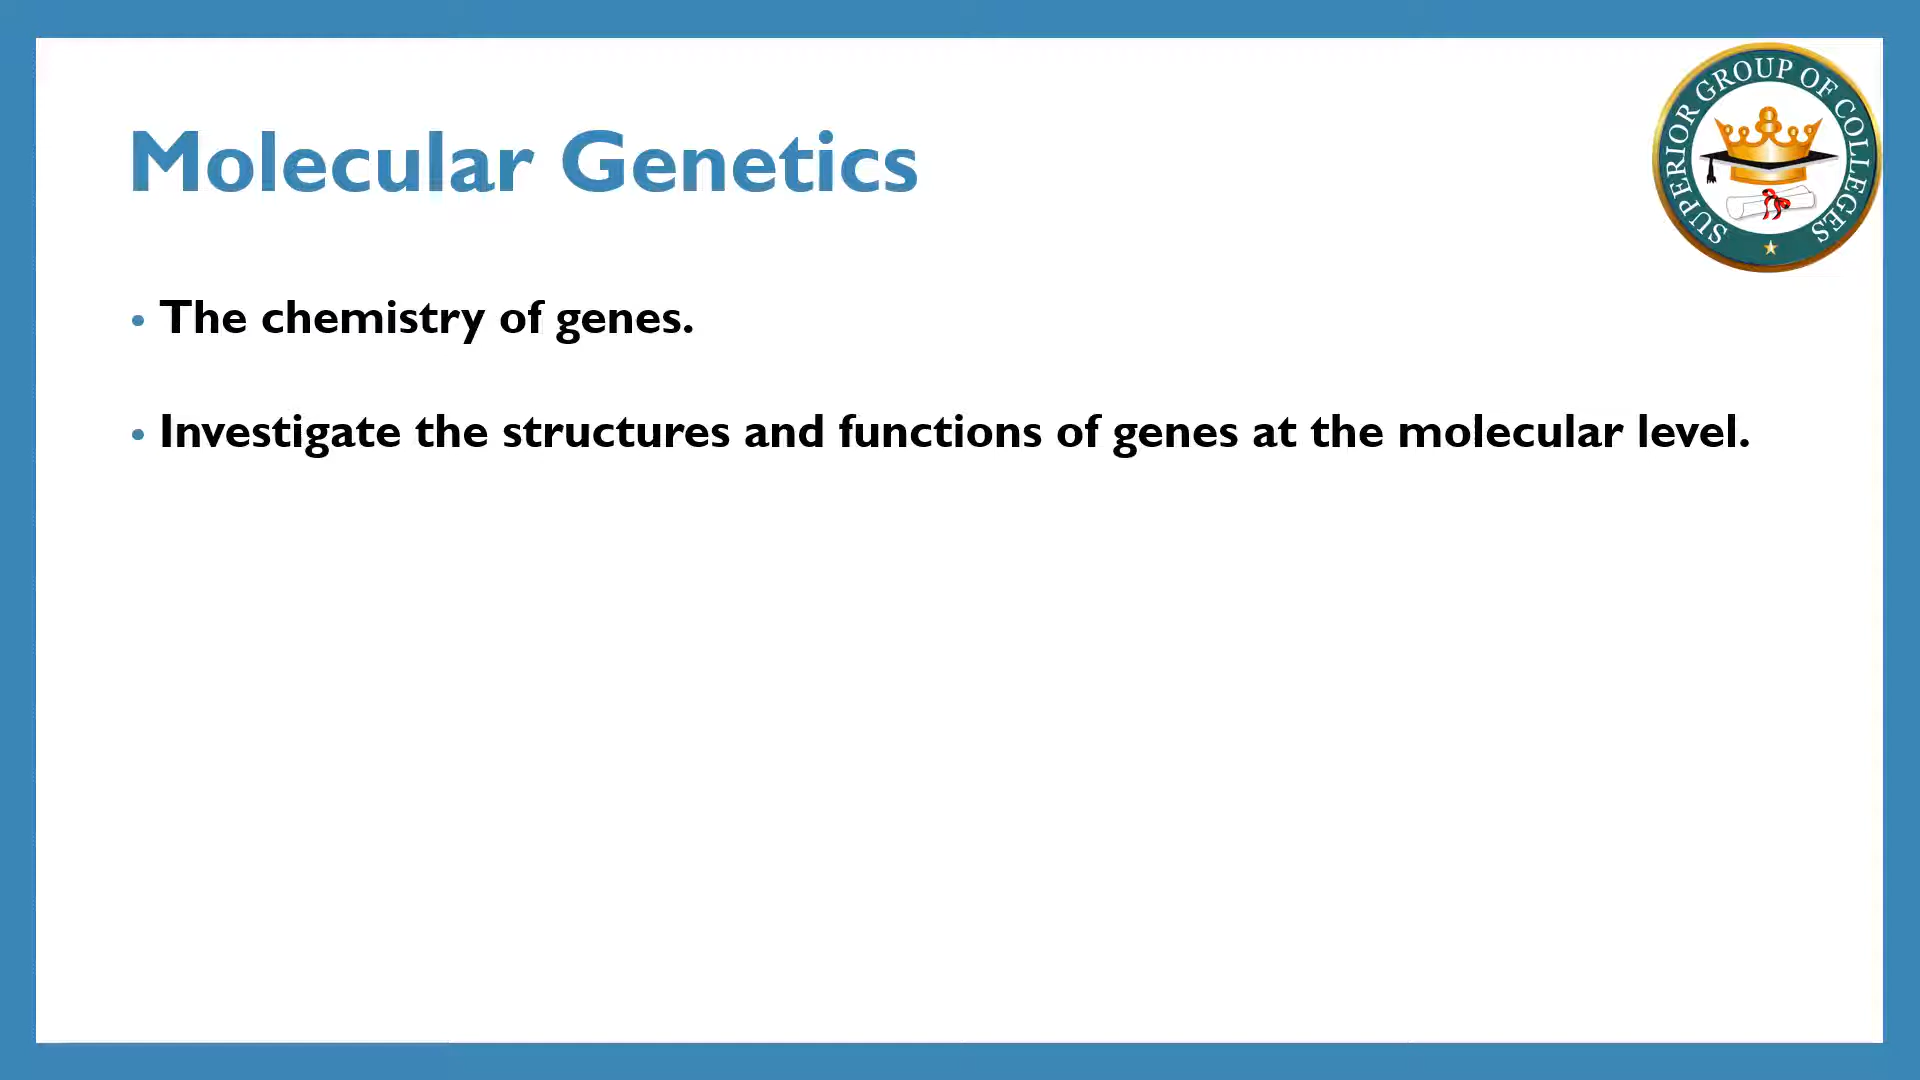 SUPERIOR GROUP OF COLLEGES
Molecular Genetics
• The chemistry of genes.
• Investigate the structures and functions of genes at the molecular level.